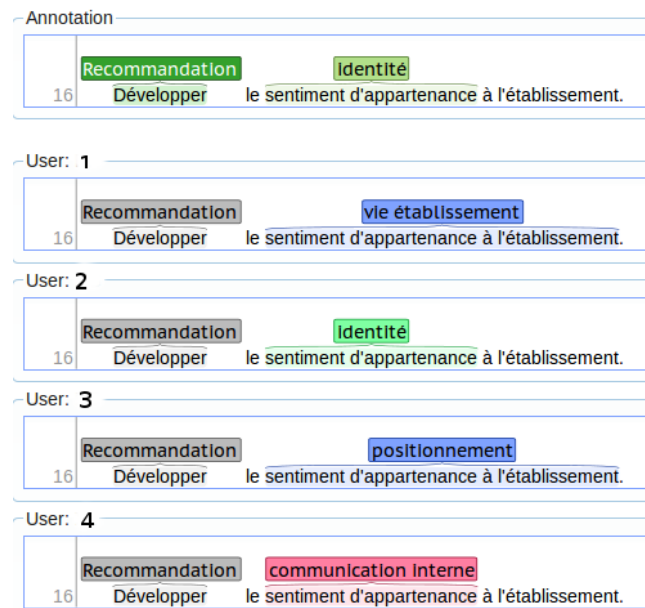 Annotation
Recommandation Identité
16 Développer le sentiment d'appartenance à l'établissement.
User: 1
Recommandation vie établissement
16 Développer le sentiment d'appartenance à l'établissement.
User: 2
Recommandation Identité
16 Développer le sentiment d'appartenance à l'établissement.
User: 3
Recommandation positionnement
16 Développer le sentiment d'appartenance à l'établissement.
User: 4
Recommandation communication interne
16 Développer le sentiment d'appartenance à l'établissement.